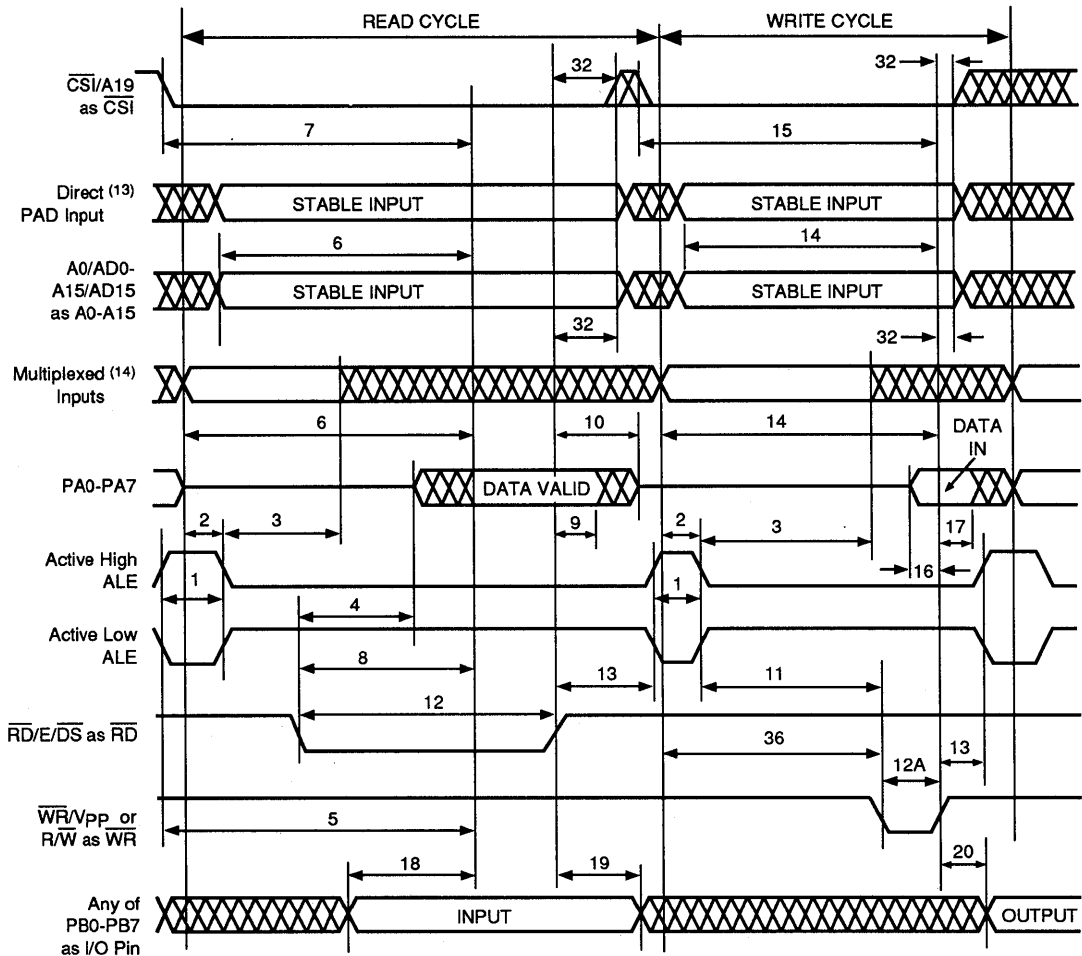 READ CYCLE
WRITE CYCLE
CSI/A19
as CSI
32
32
7
15
Direct (13)
PAD Input
STABLE INPUT
STABLE INPUT
6
14
A0/AD0-
A15/AD15
as A0-A15
STABLE INPUT
STABLE INPUT
32
32
Multiplexed (14)
Inputs
6
10
14
DATA
IN
PA0-PA7
DATA VALID
2
3
9
2
3
17
Active High
ALE
1
1
16
4
Active Low
ALE
8
13
11
12
RD/E/DS as RD
36
12A
13
WR/VPP or
R/W as WR
5
18
19
20
Any of
PB0-PB7
as I/O Pin
INPUT
OUTPUT